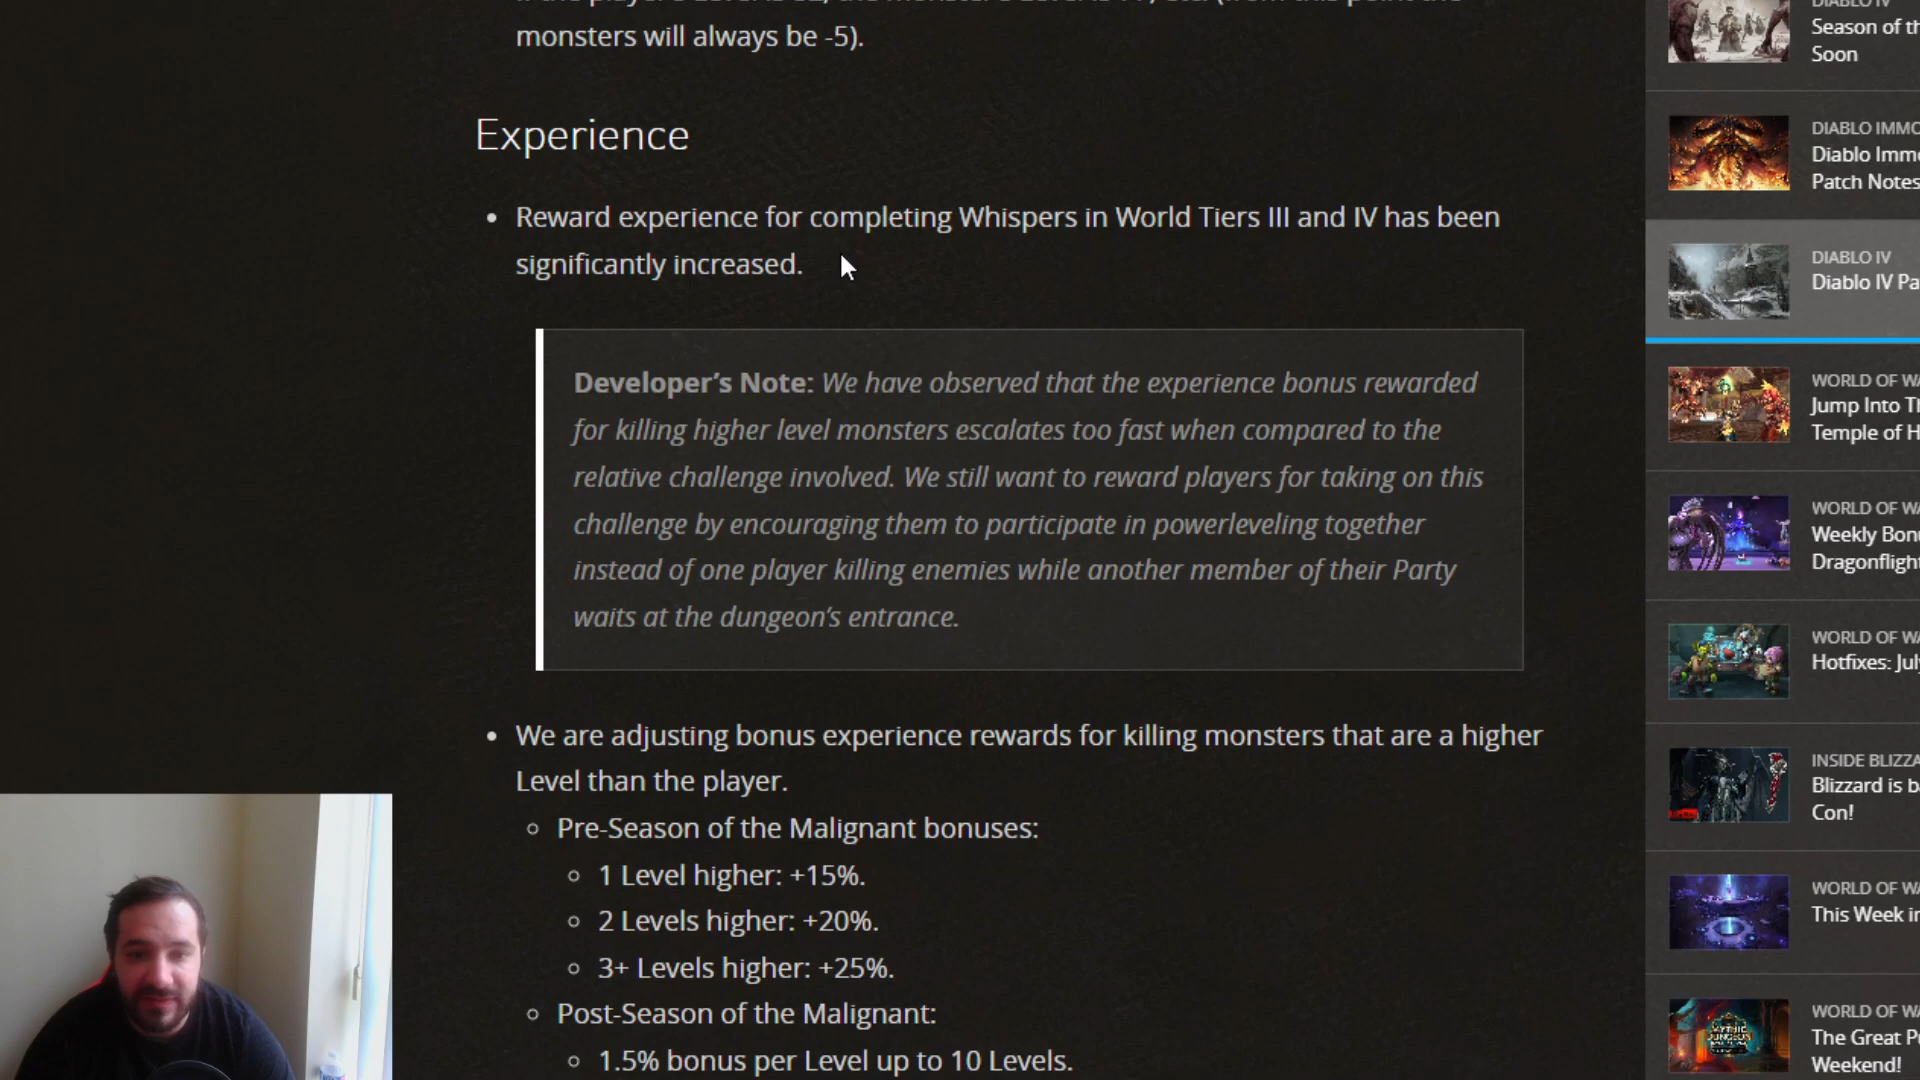 monsters will always be -5).
Experience
Reward experience for completing Whispers in World Tiers III and IV has been
significantly increased.
Developer's Note: We have observed that the experience bonus rewarded
for killing higher level monsters escalates too fast when compared to the
relative challenge involved. We still want to reward players for taking on this
challenge by encouraging them to participate in powerleveling together
instead of one player killing enemies while another member of their Party
waits at the dungeon's entrance.
We are adjusting bonus experience rewards for killing monsters that are a higher
Level than the player.
Pre-Season of the Malignant bonuses:
1 Level higher: +15%.
2 Levels higher: +20%.
3+ Levels higher: +25%.
Post-Season of the Malignant:
1.5% bonus per Level up to 10 Levels.
DIABLO IV
Season of th
Soon
DIABLO IMMO
Diablo Immo
Patch Notes
DIABLO IV
Diablo IV Pa
WORLD OF WA
Jump Into Th
Temple of H
WORLD OF WA
Weekly Bonu
Dragonflight
WORLD OF WA
Hotfixes: July
INSIDE BLIZZA
Blizzard is ba
Con!
WORLD OF WA
This Week in
WORLD OF WA
The Great Pu
Weekend!